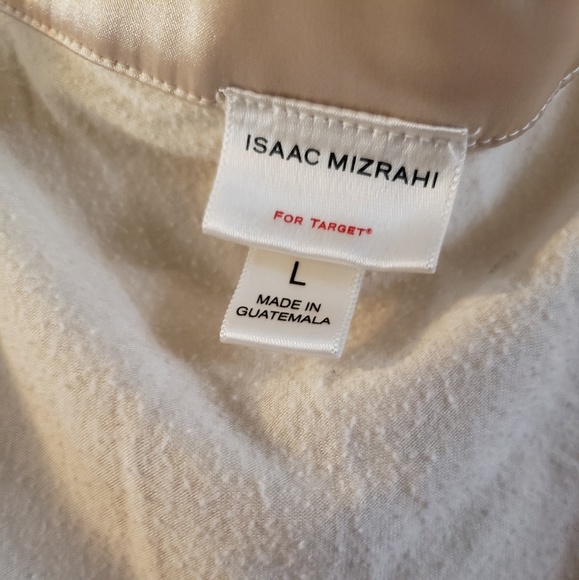 ISAAC MIZRAHI
FOR TARGET®
L
MADE IN
GUATEMALA